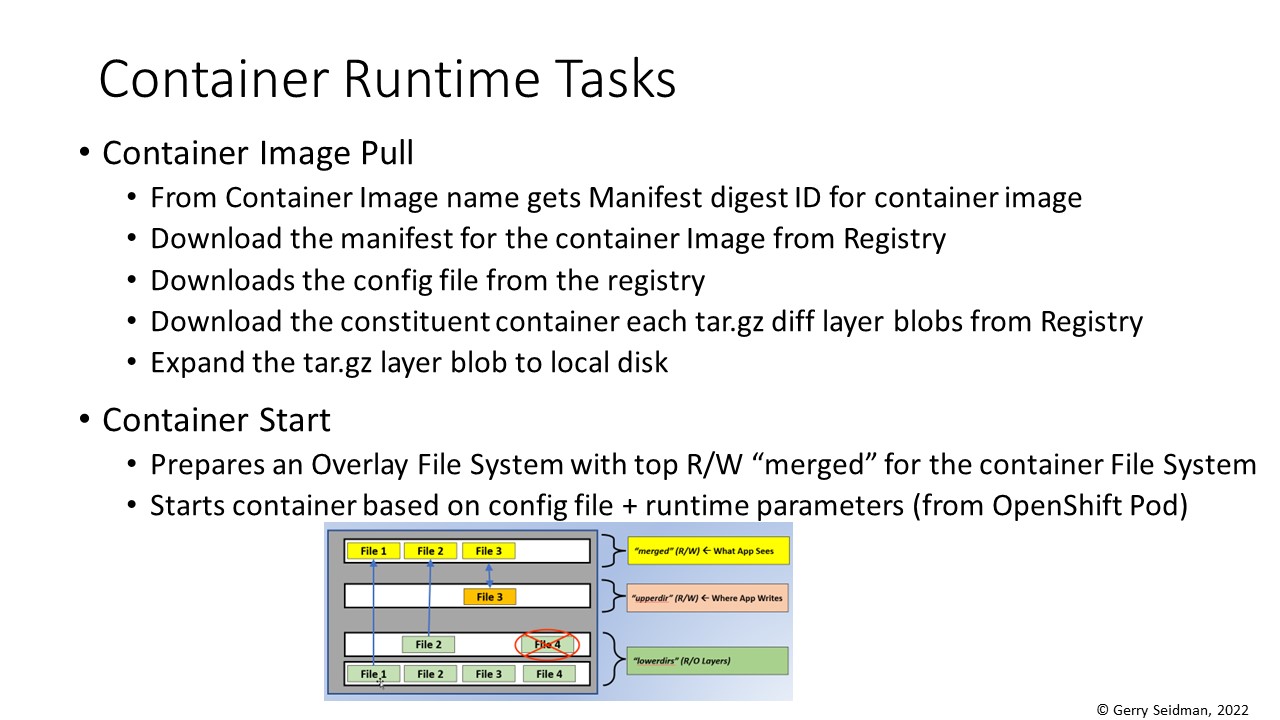 Container Runtime Tasks
• Container Image Pull
• From Container Image name gets Manifest digest ID for container image
• Download the manifest for the container Image from Registry
• Downloads the config file from the registry
• Download the constituent container each tar.gz diff layer blobs from Registry
• Expand the tar.gz layer blob to local disk
• Container Start
• Prepares an Overlay File System with top R/W “merged” for the container File System
• Starts container based on config file + runtime parameters (from OpenShift Pod)
File 1 File 2 File 3 “merged” (R/W) ← What App Sees
File 3 “upperdir” (R/W) ← Where App Writes
File 2 File 4
“lowerdirs” (R/O Layers)
File 1 File 2 File 3 File 4
© Gerry Seidman, 2022